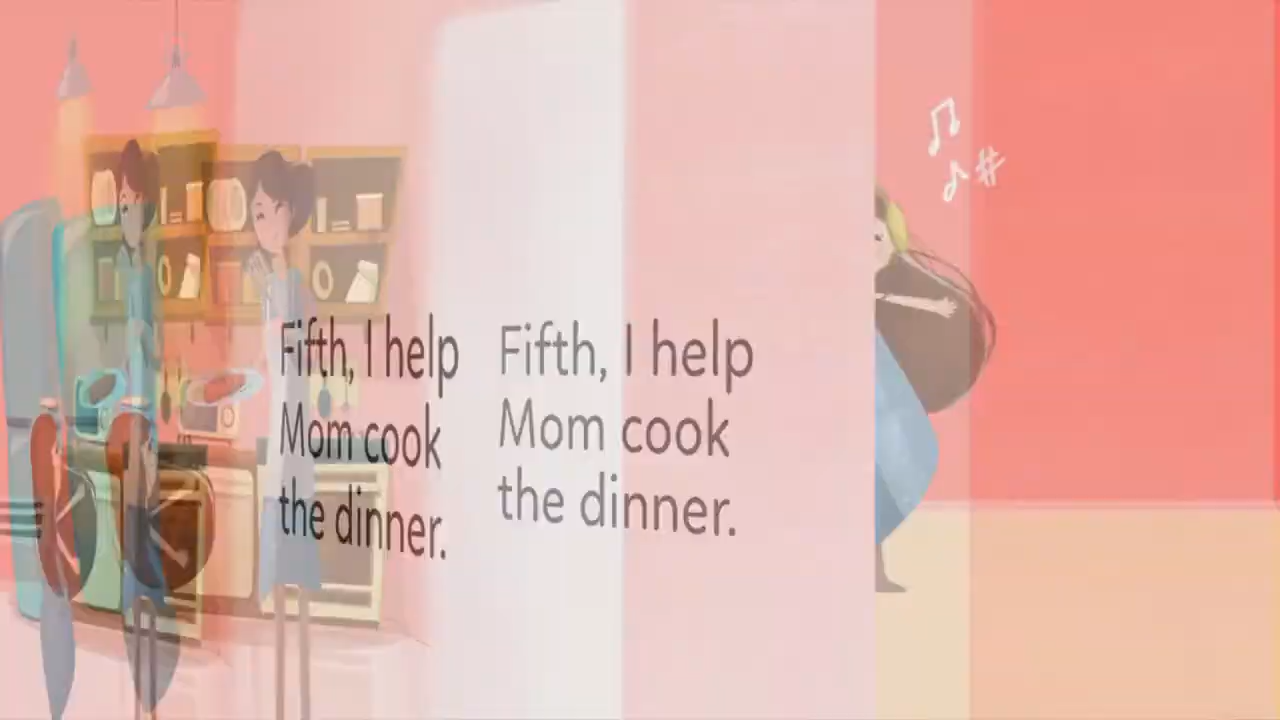 Fifth, I help
Mom cook
the dinner.
Fifth, I help
Mom cook
the dinner.